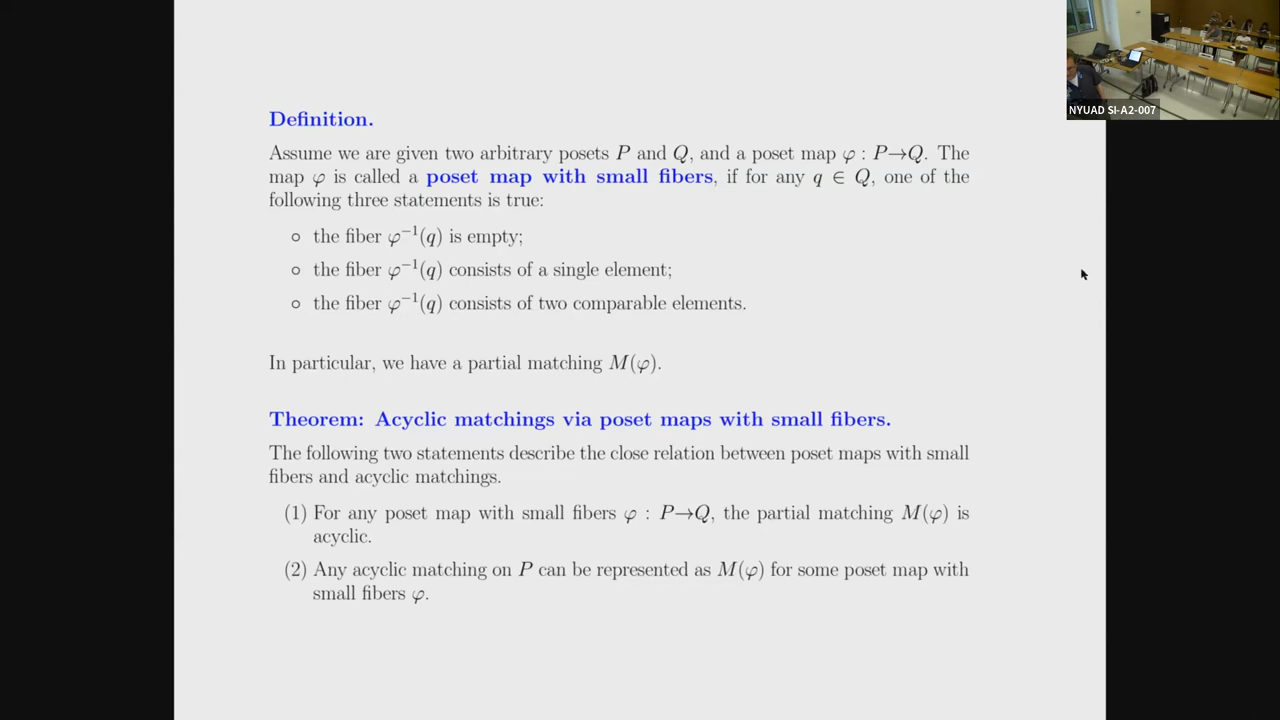 NYUAD SI-A2-007
Definition.
Assume we are given two arbitrary posets P and Q, and a poset map φ : P→Q. The
map φ is called a poset map with small fibers, if for any q ∈ Q, one of the
following three statements is true:
∘ the fiber φ⁻¹(q) is empty;
∘ the fiber φ⁻¹(q) consists of a single element;
∘ the fiber φ⁻¹(q) consists of two comparable elements.
In particular, we have a partial matching M(φ).
Theorem: Acyclic matchings via poset maps with small fibers.
The following two statements describe the close relation between poset maps with small
fibers and acyclic matchings.
(1) For any poset map with small fibers φ : P→Q, the partial matching M(φ) is
acyclic.
(2) Any acyclic matching on P can be represented as M(φ) for some poset map with
small fibers φ.